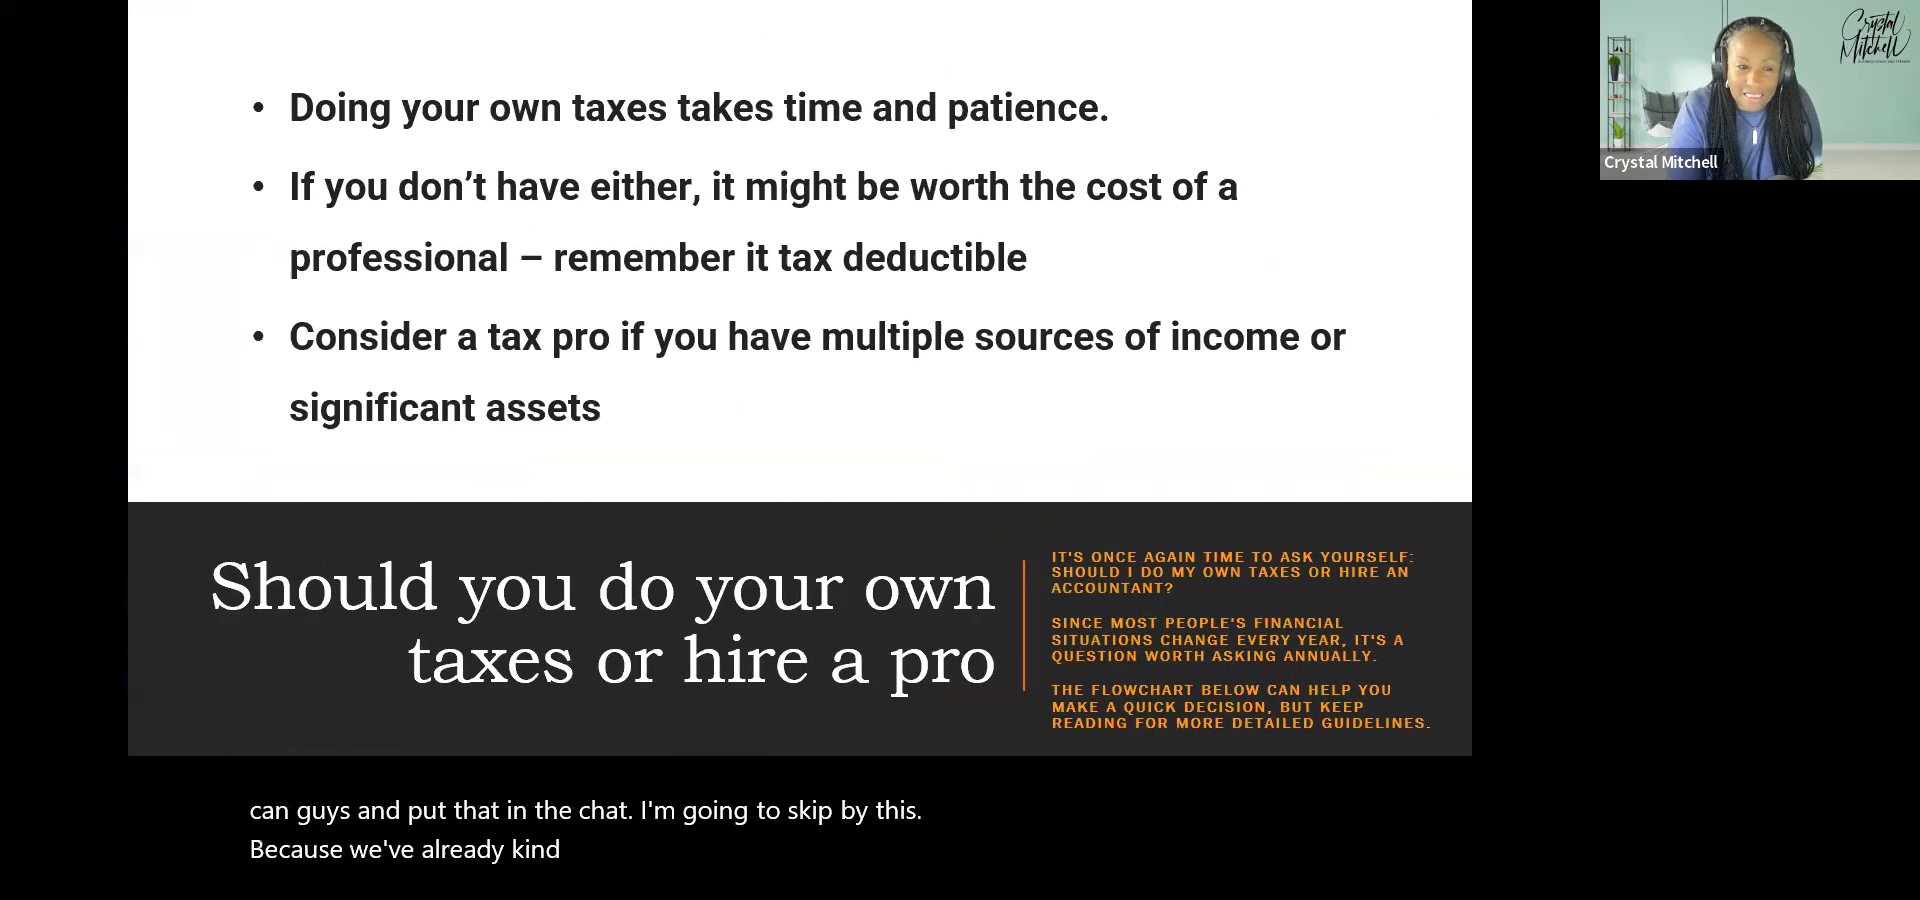 • Doing your own taxes takes time and patience.
• If you don’t have either, it might be worth the cost of a
professional – remember it tax deductible
• Consider a tax pro if you have multiple sources of income or
significant assets
Should you do your own
taxes or hire a pro
IT'S ONCE AGAIN TIME TO ASK YOURSELF:
SHOULD I DO MY OWN TAXES OR HIRE AN
ACCOUNTANT?
SINCE MOST PEOPLE'S FINANCIAL
SITUATIONS CHANGE EVERY YEAR, IT'S A
QUESTION WORTH ASKING ANNUALLY.
THE FLOWCHART BELOW CAN HELP YOU
MAKE A QUICK DECISION, BUT KEEP
READING FOR MORE DETAILED GUIDELINES.
Crystal
Mitchell
Crystal Mitchell
can guys and put that in the chat. I'm going to skip by this.
Because we've already kind